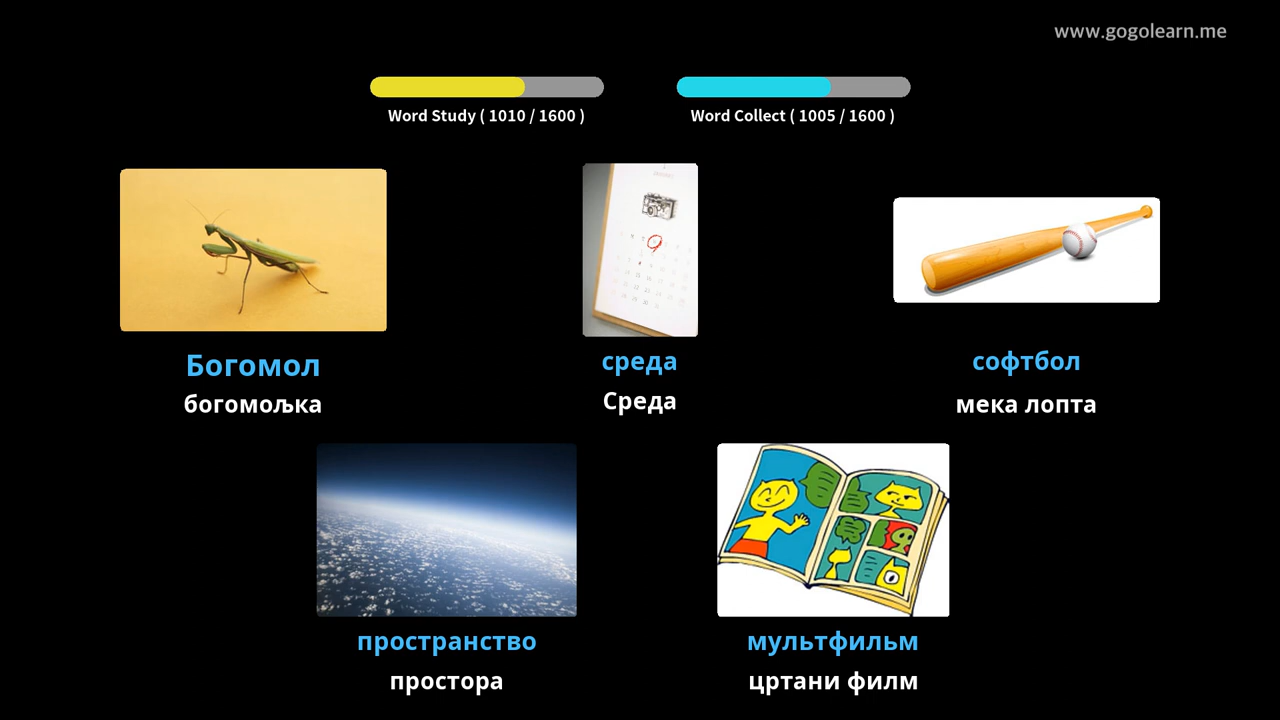 www.gogolearn.me
Word Study ( 1010 / 1600 )
Word Collect ( 1005 / 1600 )
Богомол
богомољка
среда
Среда
софтбол
мека лопта
пространство
простора
мультфильм
цртани филм